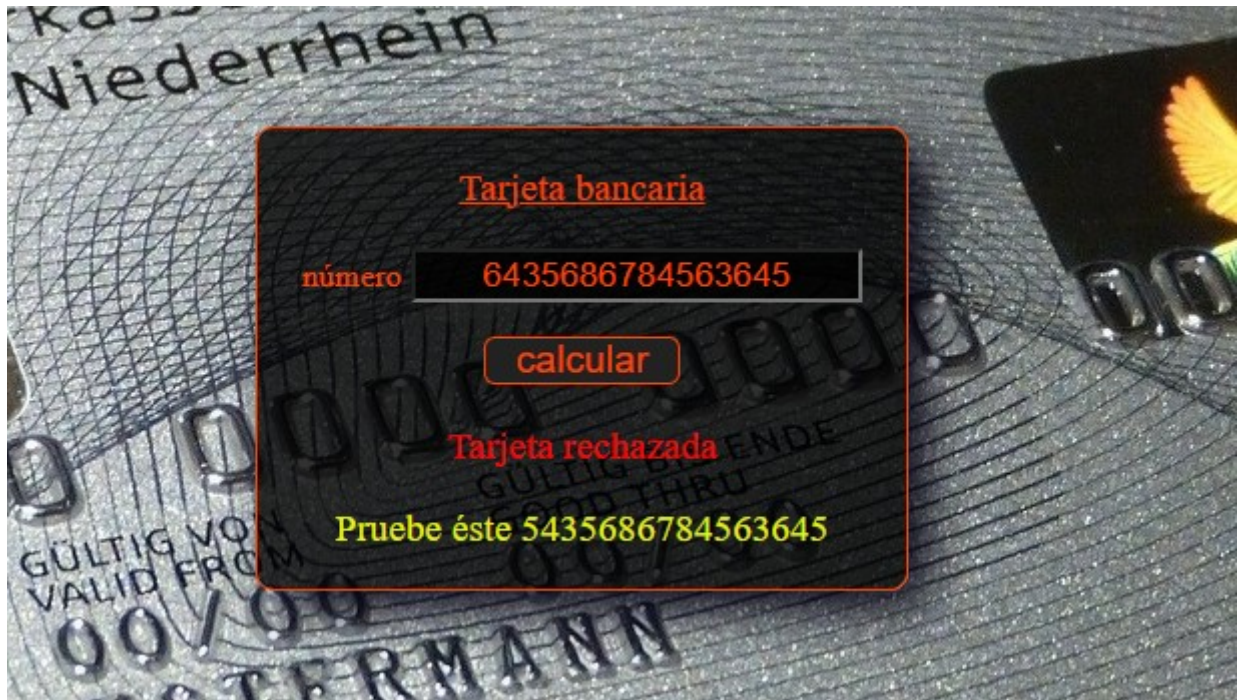 Niederrhein
Tarjeta bancaria
número 6435686784563645
calcular
Tarjeta rechazada
GÜLTIG BIS ENDE
GOOD THRU
Pruebe éste 5435686784563645
GÜLTIG VON
VALID FROM
00/00